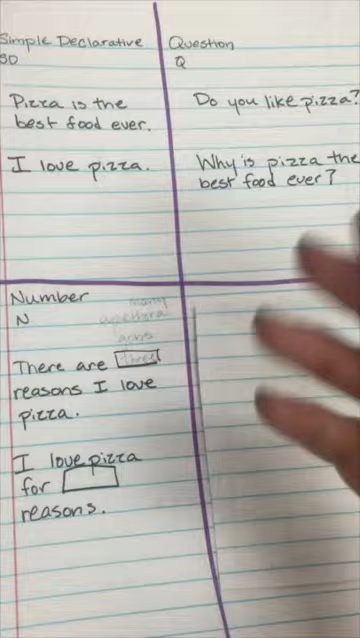 Simple Declarative
SD
Pizza is the
best food ever.
I love pizza.
Question
Q
Do you like pizza?
Why is pizza the
best food ever?
Number
N
many
There are three
reasons I love
pizza.
I love pizza
for
reasons.